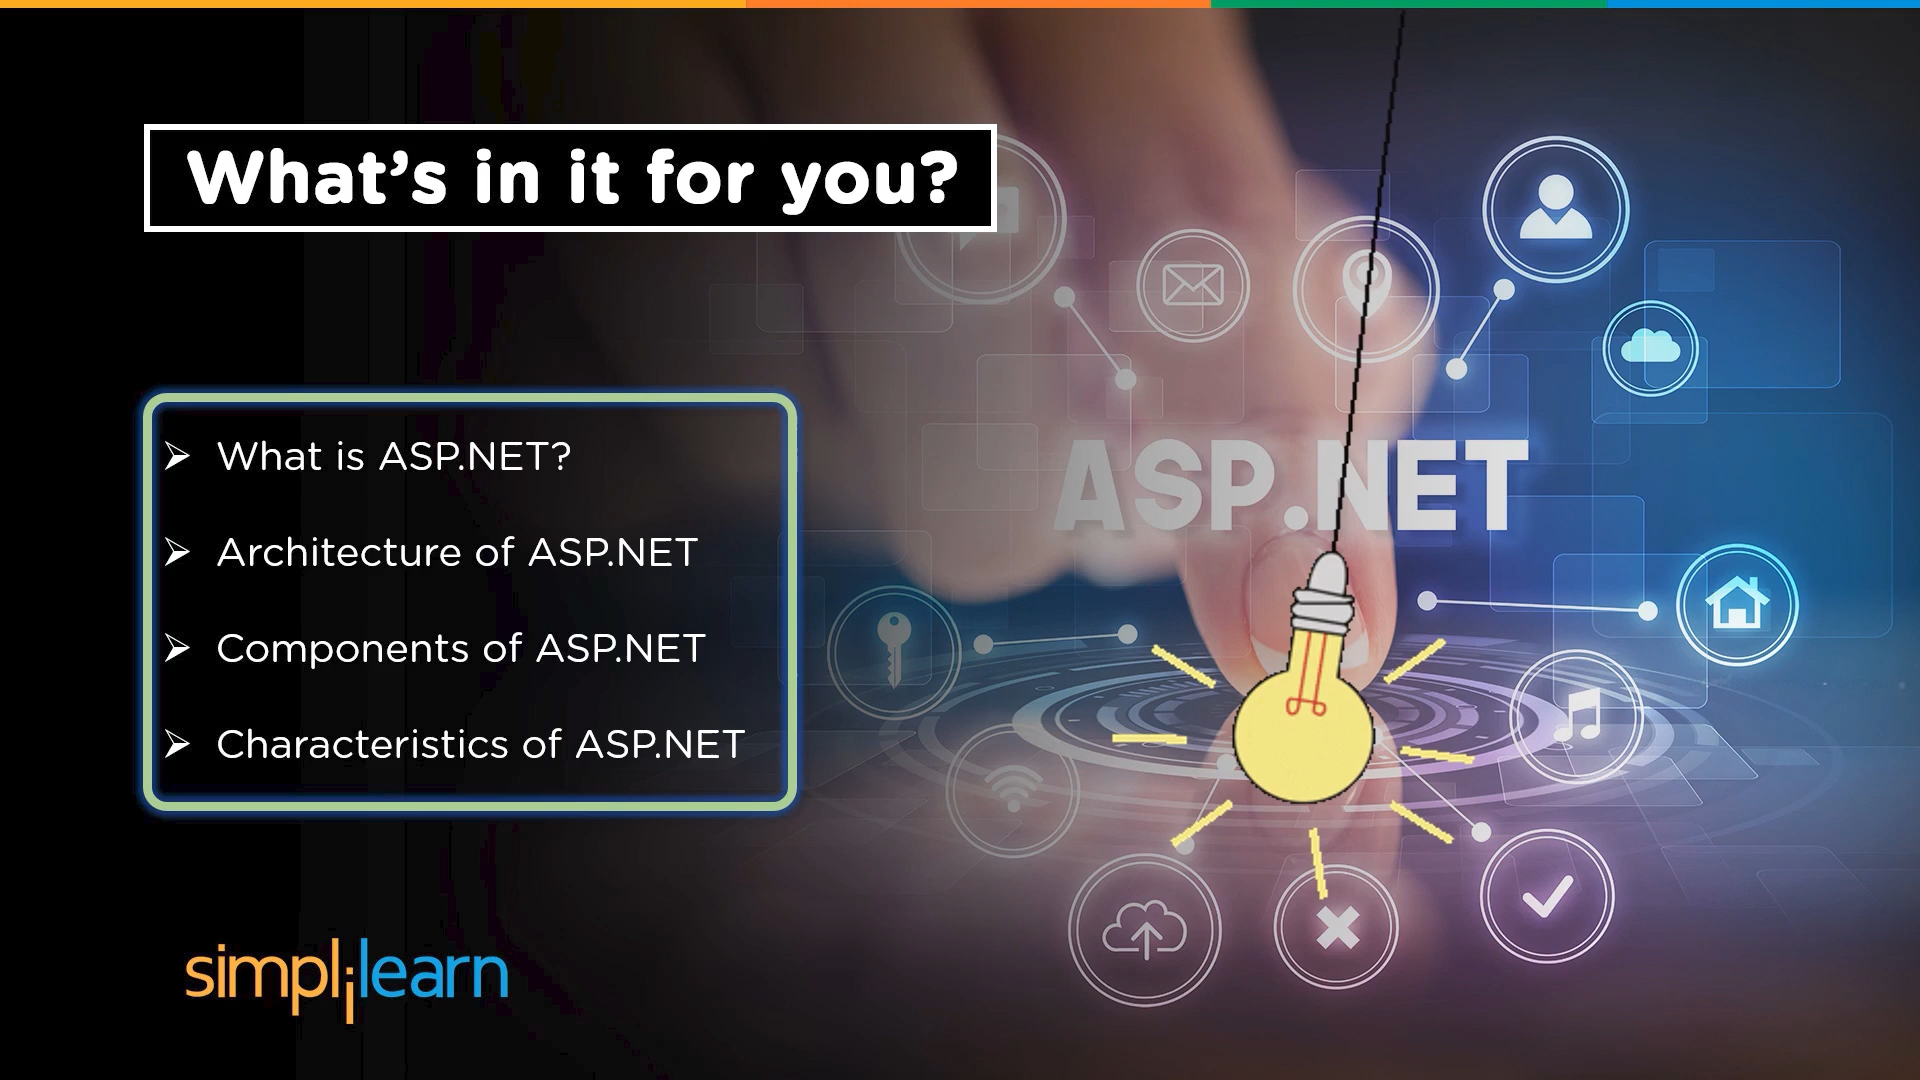 What's in it for you?
What is ASP.NET?
Architecture of ASP.NET
Components of ASP.NET
Characteristics of ASP.NET
ASP.NET
simplilearn